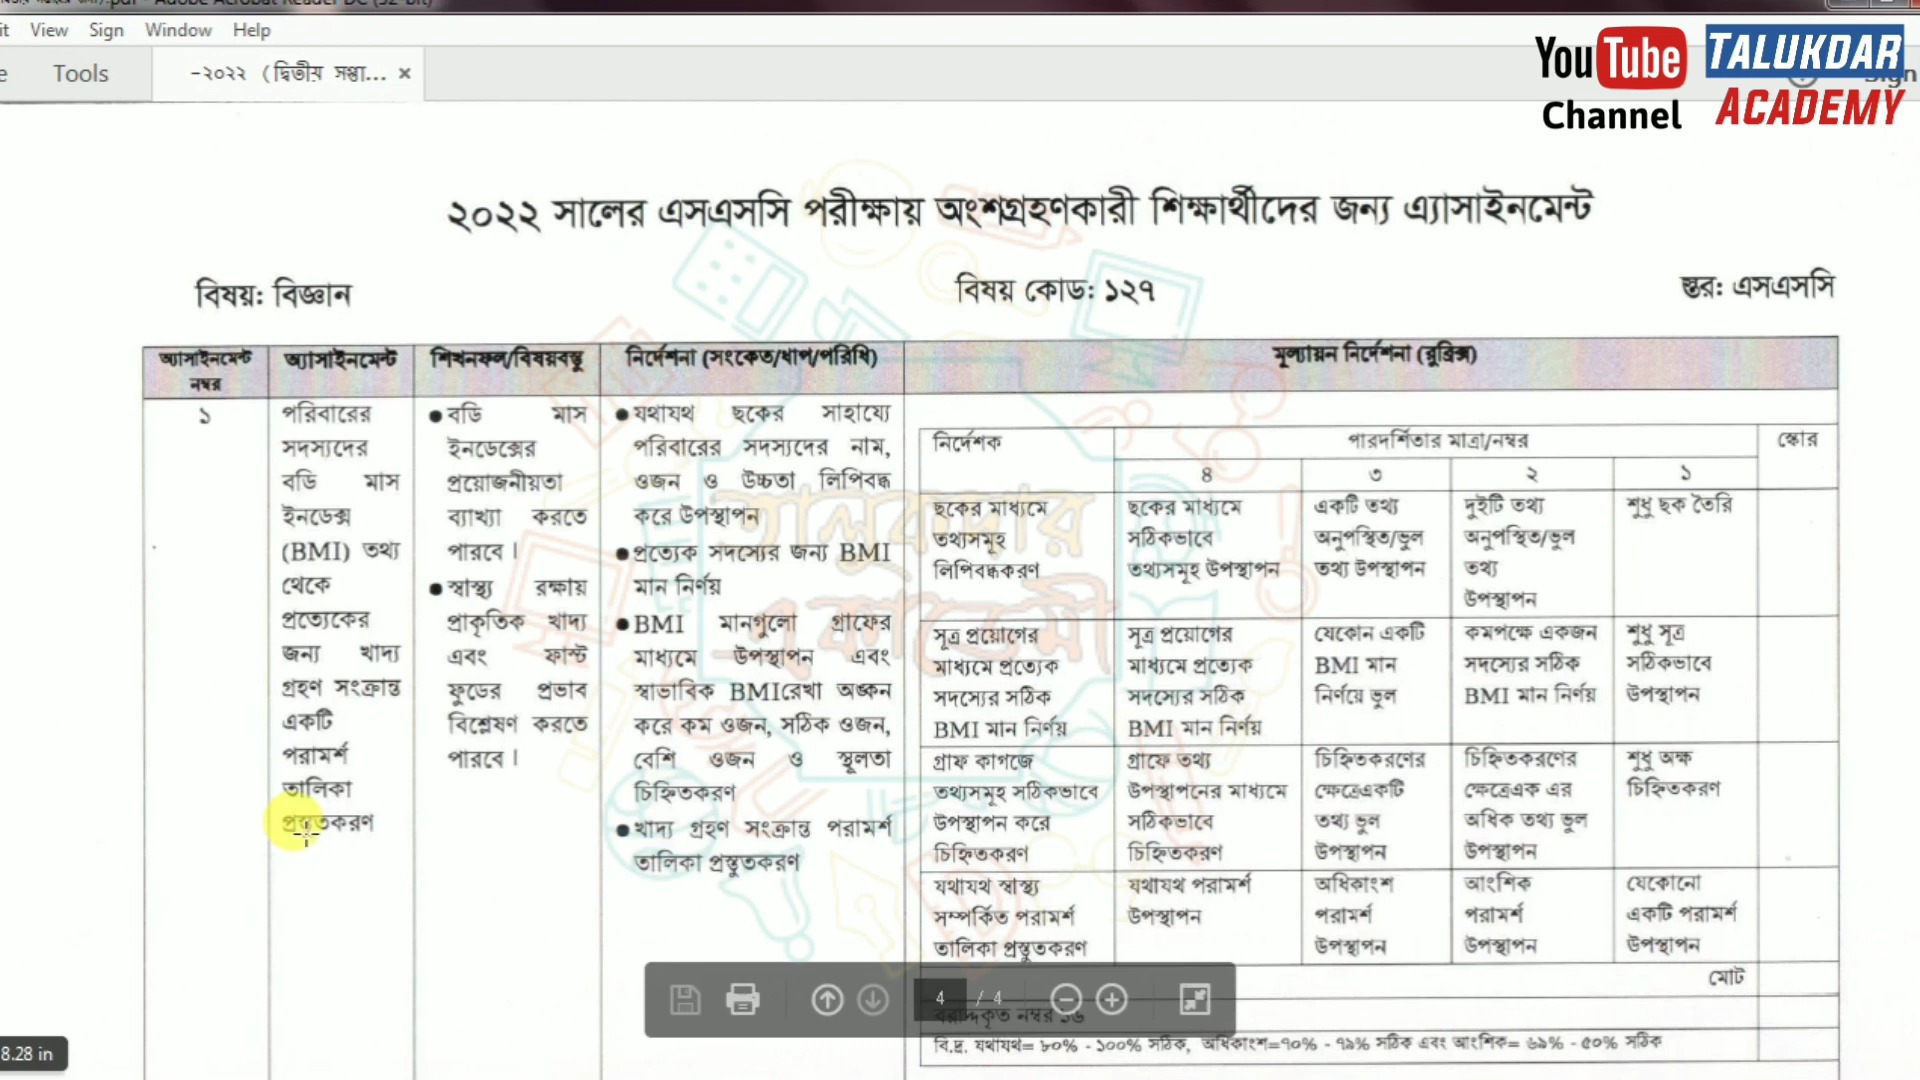 View Sign Window Help
Tools
-২০২২ (দ্বিতীয় সপ্তা... ×
YouTube Channel
TALUKDAR ACADEMY
২০২২ সালের এসএসসি পরীক্ষায় অংশগ্রহণকারী শিক্ষার্থীদের জন্য এ্যাসাইনমেন্ট
বিষয়: বিজ্ঞান
বিষয় কোড: ১২৭
স্তর: এসএসসি
অ্যাসাইনমেন্ট
নম্বর
অ্যাসাইনমেন্ট
শিখনফল/বিষয়বস্তু
নির্দেশনা (সংকেত/ধাপ/পরিধি)
মূল্যায়ন নির্দেশনা (রুব্রিক্স)
১
পরিবারের
সদস্যদের
বডি মাস
ইনডেক্স
(BMI) তথ্য
থেকে
প্রত্যেকের
জন্য খাদ্য
গ্রহণ সংক্রান্ত
একটি
পরামর্শ
তালিকা
প্রস্তুতকরণ
● বডি মাস
ইনডেক্সের
প্রয়োজনীয়তা
ব্যাখ্যা করতে
পারবে।
● স্বাস্থ্য রক্ষায়
প্রাকৃতিক খাদ্য
এবং ফাস্ট
ফুডের প্রভাব
বিশ্লেষণ করতে
পারবে।
● যথাযথ ছকের সাহায্যে
পরিবারের সদস্যদের নাম,
ওজন ও উচ্চতা লিপিবদ্ধ
করে উপস্থাপন
● প্রত্যেক সদস্যের জন্য BMI
মান নির্ণয়
● BMI মানগুলো গ্রাফের
মাধ্যমে উপস্থাপন এবং
স্বাভাবিক BMIরেখা অঙ্কন
করে কম ওজন, সঠিক ওজন,
বেশি ওজন ও স্থূলতা
চিহ্নিতকরণ
● খাদ্য গ্রহণ সংক্রান্ত পরামর্শ
তালিকা প্রস্তুতকরণ
নির্দেশক
পারদর্শিতার মাত্রা/নম্বর
স্কোর
৪ ৩ ২ ১
ছকের মাধ্যমে
তথ্যসমূহ
লিপিবদ্ধকরণ
ছকের মাধ্যমে
সঠিকভাবে
তথ্যসমূহ উপস্থাপন
একটি তথ্য
অনুপস্থিত/ভুল
তথ্য উপস্থাপন
দুইটি তথ্য
অনুপস্থিত/ভুল
তথ্য
উপস্থাপন
শুধু ছক তৈরি
সূত্র প্রয়োগের
মাধ্যমে প্রত্যেক
সদস্যের সঠিক
BMI মান নির্ণয়
সূত্র প্রয়োগের
মাধ্যমে প্রত্যেক
সদস্যের সঠিক
BMI মান নির্ণয়
যেকোন একটি
BMI মান
নির্ণয়ে ভুল
কমপক্ষে একজন
সদস্যের সঠিক
BMI মান নির্ণয়
শুধু সূত্র
সঠিকভাবে
উপস্থাপন
গ্রাফ কাগজে
তথ্যসমূহ সঠিকভাবে
উপস্থাপন করে
চিহ্নিতকরণ
গ্রাফে তথ্য
উপস্থাপনের মাধ্যমে
সঠিকভাবে
চিহ্নিতকরণ
চিহ্নিতকরণের
ক্ষেত্রেএকটি
তথ্য ভুল
উপস্থাপন
চিহ্নিতকরণের
ক্ষেত্রেএক এর
অধিক তথ্য ভুল
উপস্থাপন
শুধু অক্ষ
চিহ্নিতকরণ
যথাযথ স্বাস্থ্য
সম্পর্কিত পরামর্শ
তালিকা প্রস্তুতকরণ
যথাযথ পরামর্শ
উপস্থাপন
অধিকাংশ
পরামর্শ
উপস্থাপন
আংশিক
পরামর্শ
উপস্থাপন
যেকোনো
একটি পরামর্শ
উপস্থাপন
মোট
4 / 4
বরাদ্দকৃত নম্বর ১৬
বি.দ্র. যথাযথ= ৮০% - ১০০% সঠিক, অধিকাংশ=৭০% - ৭৯% সঠিক এবং আংশিক= ৬৯% - ৫০% সঠিক
8.28 in
তালুকদার
একাডেমী